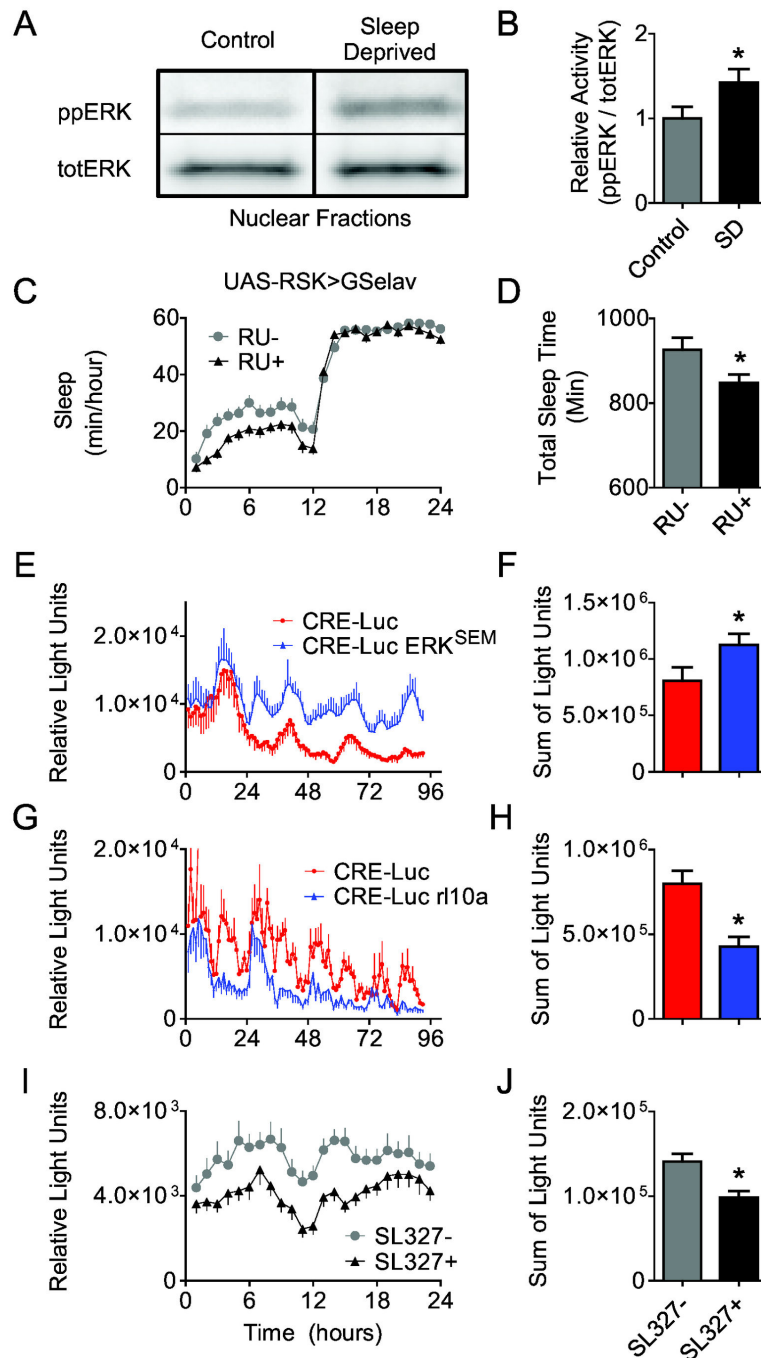 A
Control
Sleep
Deprived
ppERK
totERK
Nuclear Fractions
B
Relative Activity
(ppERK / totERK)
2
1
0
*
Control
SD
C
UAS-RSK>GSelav
Sleep
(min/hour)
60
40
20
0
RU-
RU+
0 6 12 18 24
D
Total Sleep Time
(Min)
1000
800
600
*
RU-
RU+
E
Relative Light Units
2.0×10⁴
1.0×10⁴
0
CRE-Luc
CRE-Luc ERKSEM
0 24 48 72 96
F
Sum of Light Units
1.5×10⁶
1.0×10⁶
5.0×10⁵
0
*
G
Relative Light Units
2.0×10⁴
1.0×10⁴
0
CRE-Luc
CRE-Luc rl10a
0 24 48 72 96
H
Sum of Light Units
1.0×10⁶
5.0×10⁵
0
*
I
Relative Light Units
8.0×10³
4.0×10³
0
SL327-
SL327+
0 6 12 18 24
Time (hours)
J
Sum of Light Units
2.0×10⁵
1.0×10⁵
0
*
SL327-
SL327+